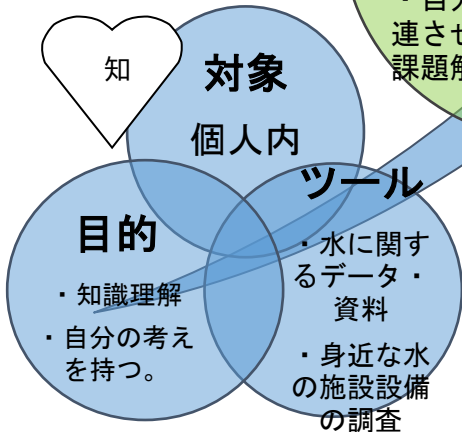 知
対象
個人内
目的
・知識理解
・自分の考え
を持つ。
ツール
・水に関す
るデータ・
資料
・身近な水
の施設設備
の調査
連させ
課題解